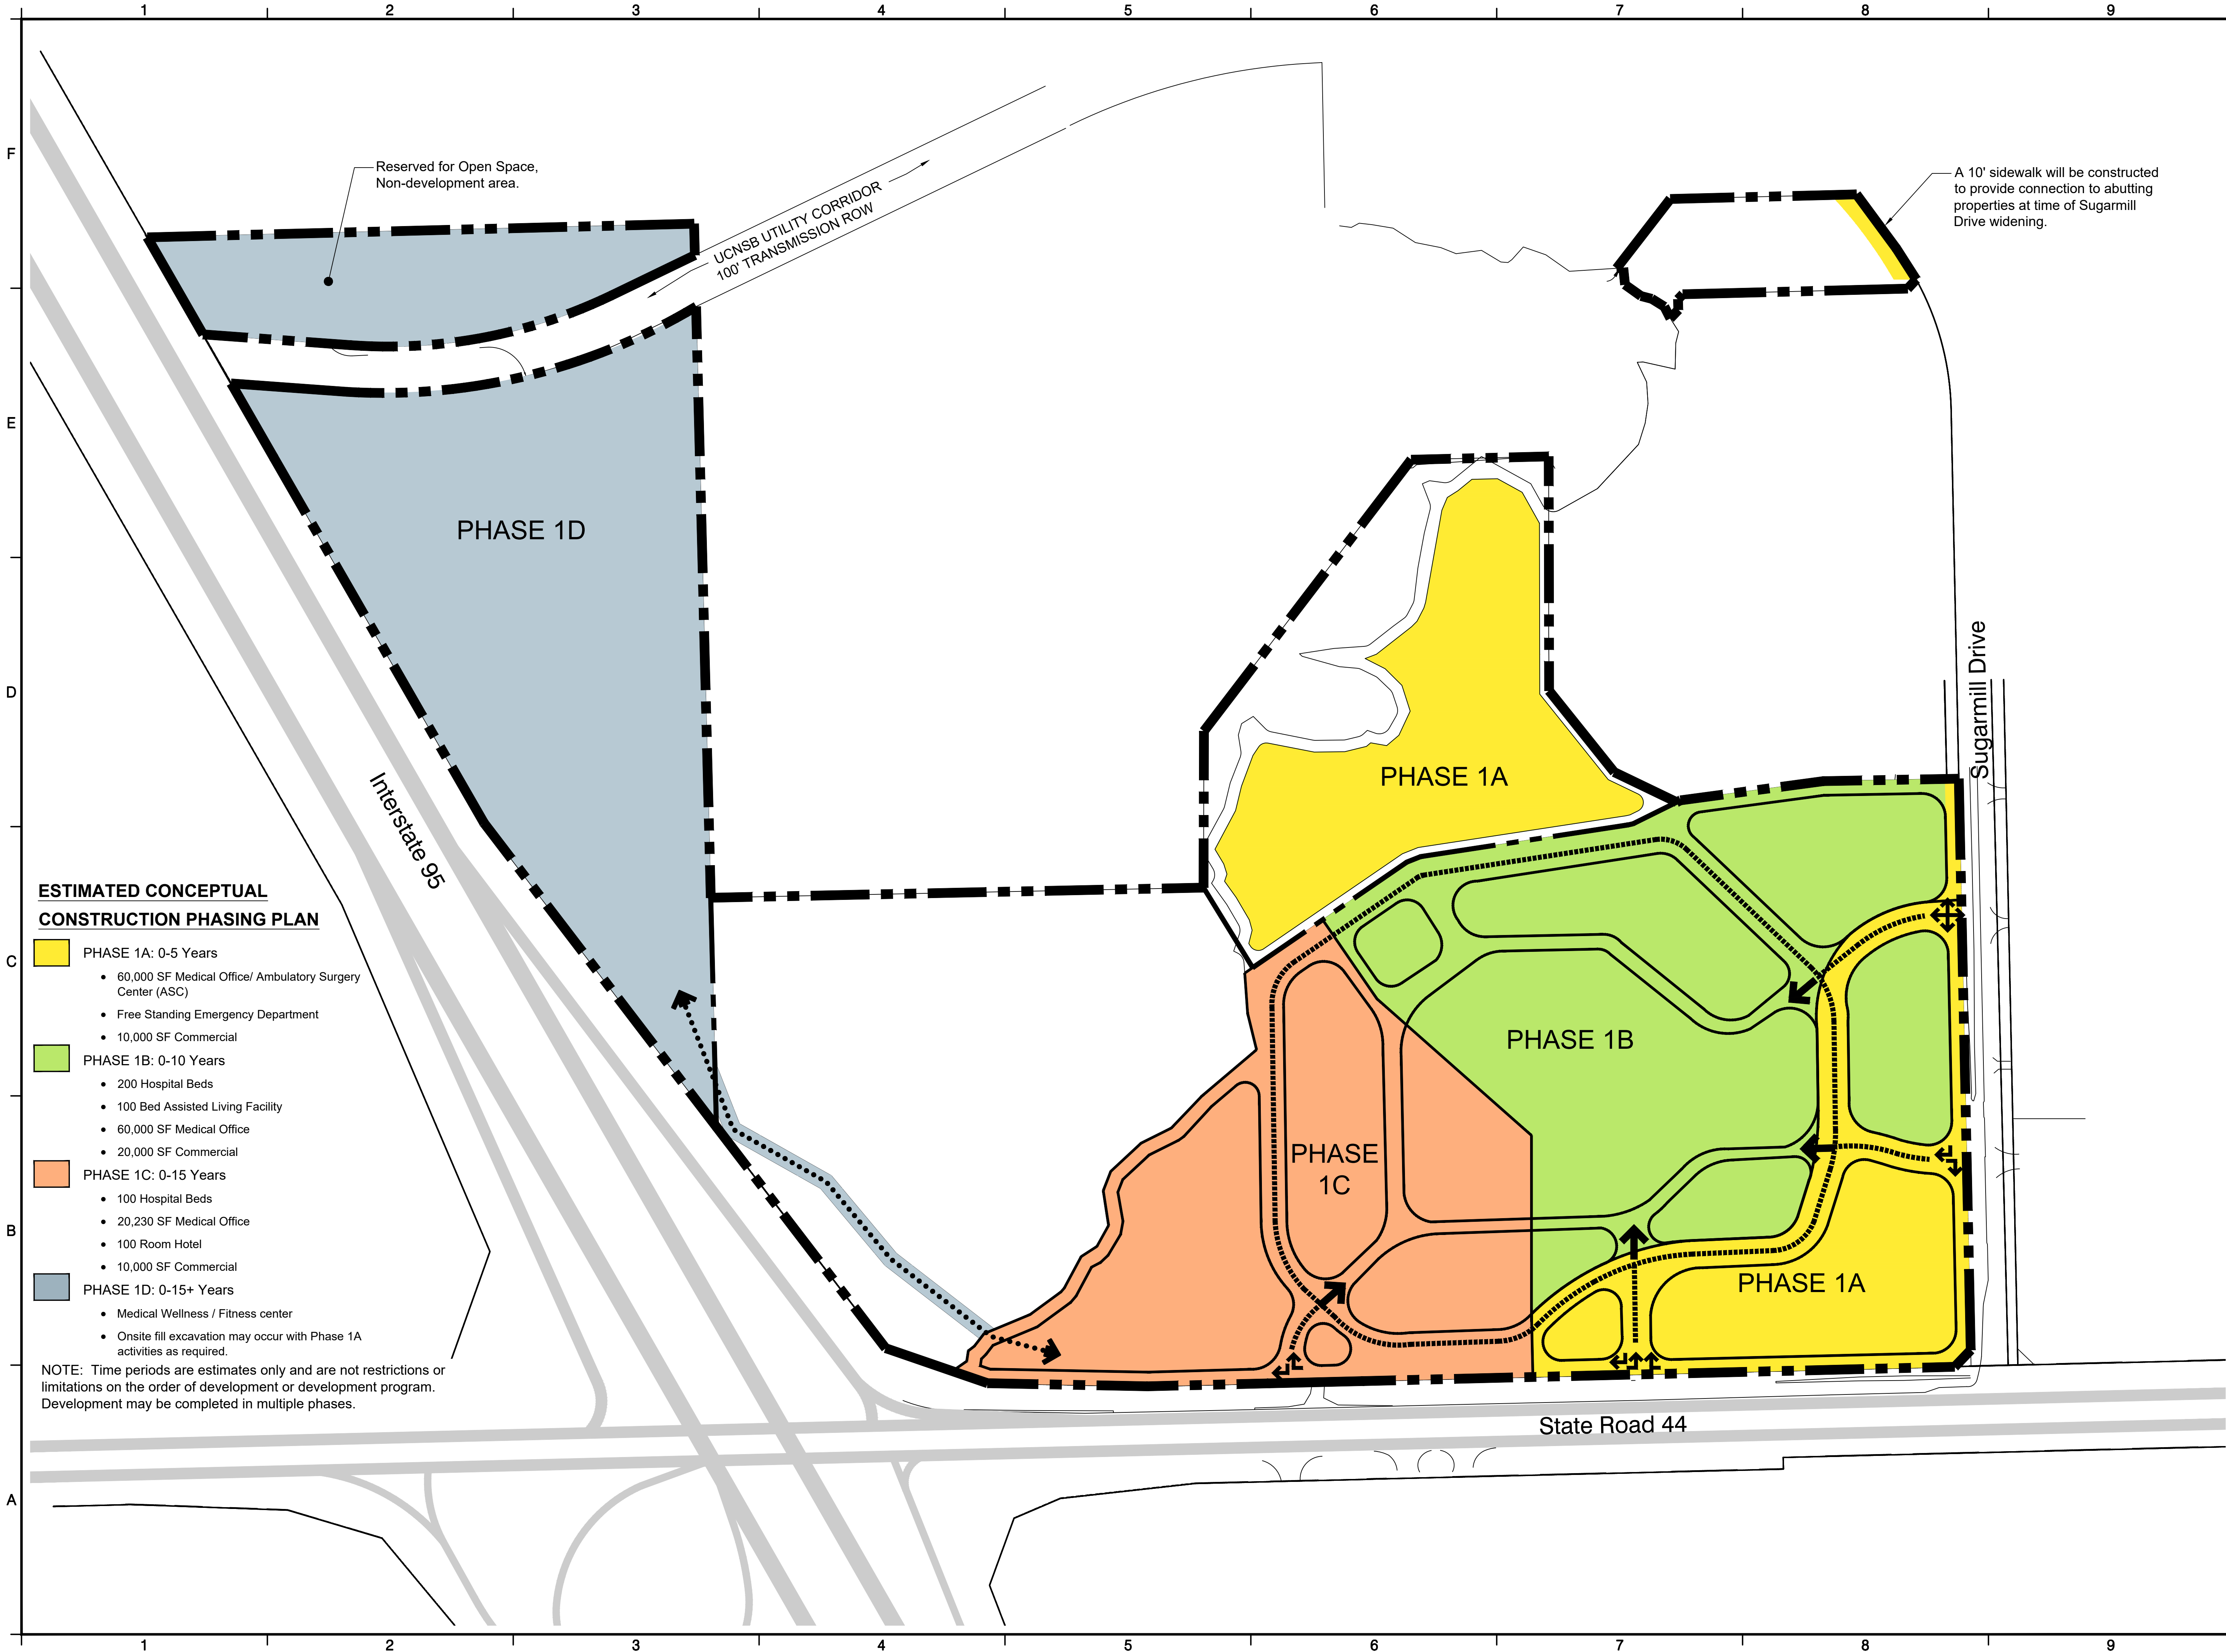 1 2 3 4 5 6 7 8 9
F
Reserved for Open Space,
Non-development area.
UCNSB UTILITY CORRIDOR
100' TRANSMISSION ROW
A 10' sidewalk will be constructed
to provide connection to abutting
properties at time of Sugarmill
Drive widening.
E
PHASE 1D
D
Sugarmill Drive
PHASE 1A
Interstate 95
ESTIMATED CONCEPTUAL
CONSTRUCTION PHASING PLAN
C
PHASE 1A: 0-5 Years
• 60,000 SF Medical Office/ Ambulatory Surgery
Center (ASC)
• Free Standing Emergency Department
• 10,000 SF Commercial
PHASE 1B: 0-10 Years
• 200 Hospital Beds
• 100 Bed Assisted Living Facility
• 60,000 SF Medical Office
• 20,000 SF Commercial
PHASE 1C: 0-15 Years
• 100 Hospital Beds
• 20,230 SF Medical Office
• 100 Room Hotel
• 10,000 SF Commercial
PHASE 1D: 0-15+ Years
• Medical Wellness / Fitness center
• Onsite fill excavation may occur with Phase 1A
activities as required.
NOTE: Time periods are estimates only and are not restrictions or
limitations on the order of development or development program.
Development may be completed in multiple phases.
PHASE 1B
PHASE
1C
B
PHASE 1A
State Road 44
A
1 2 3 4 5 6 7 8 9